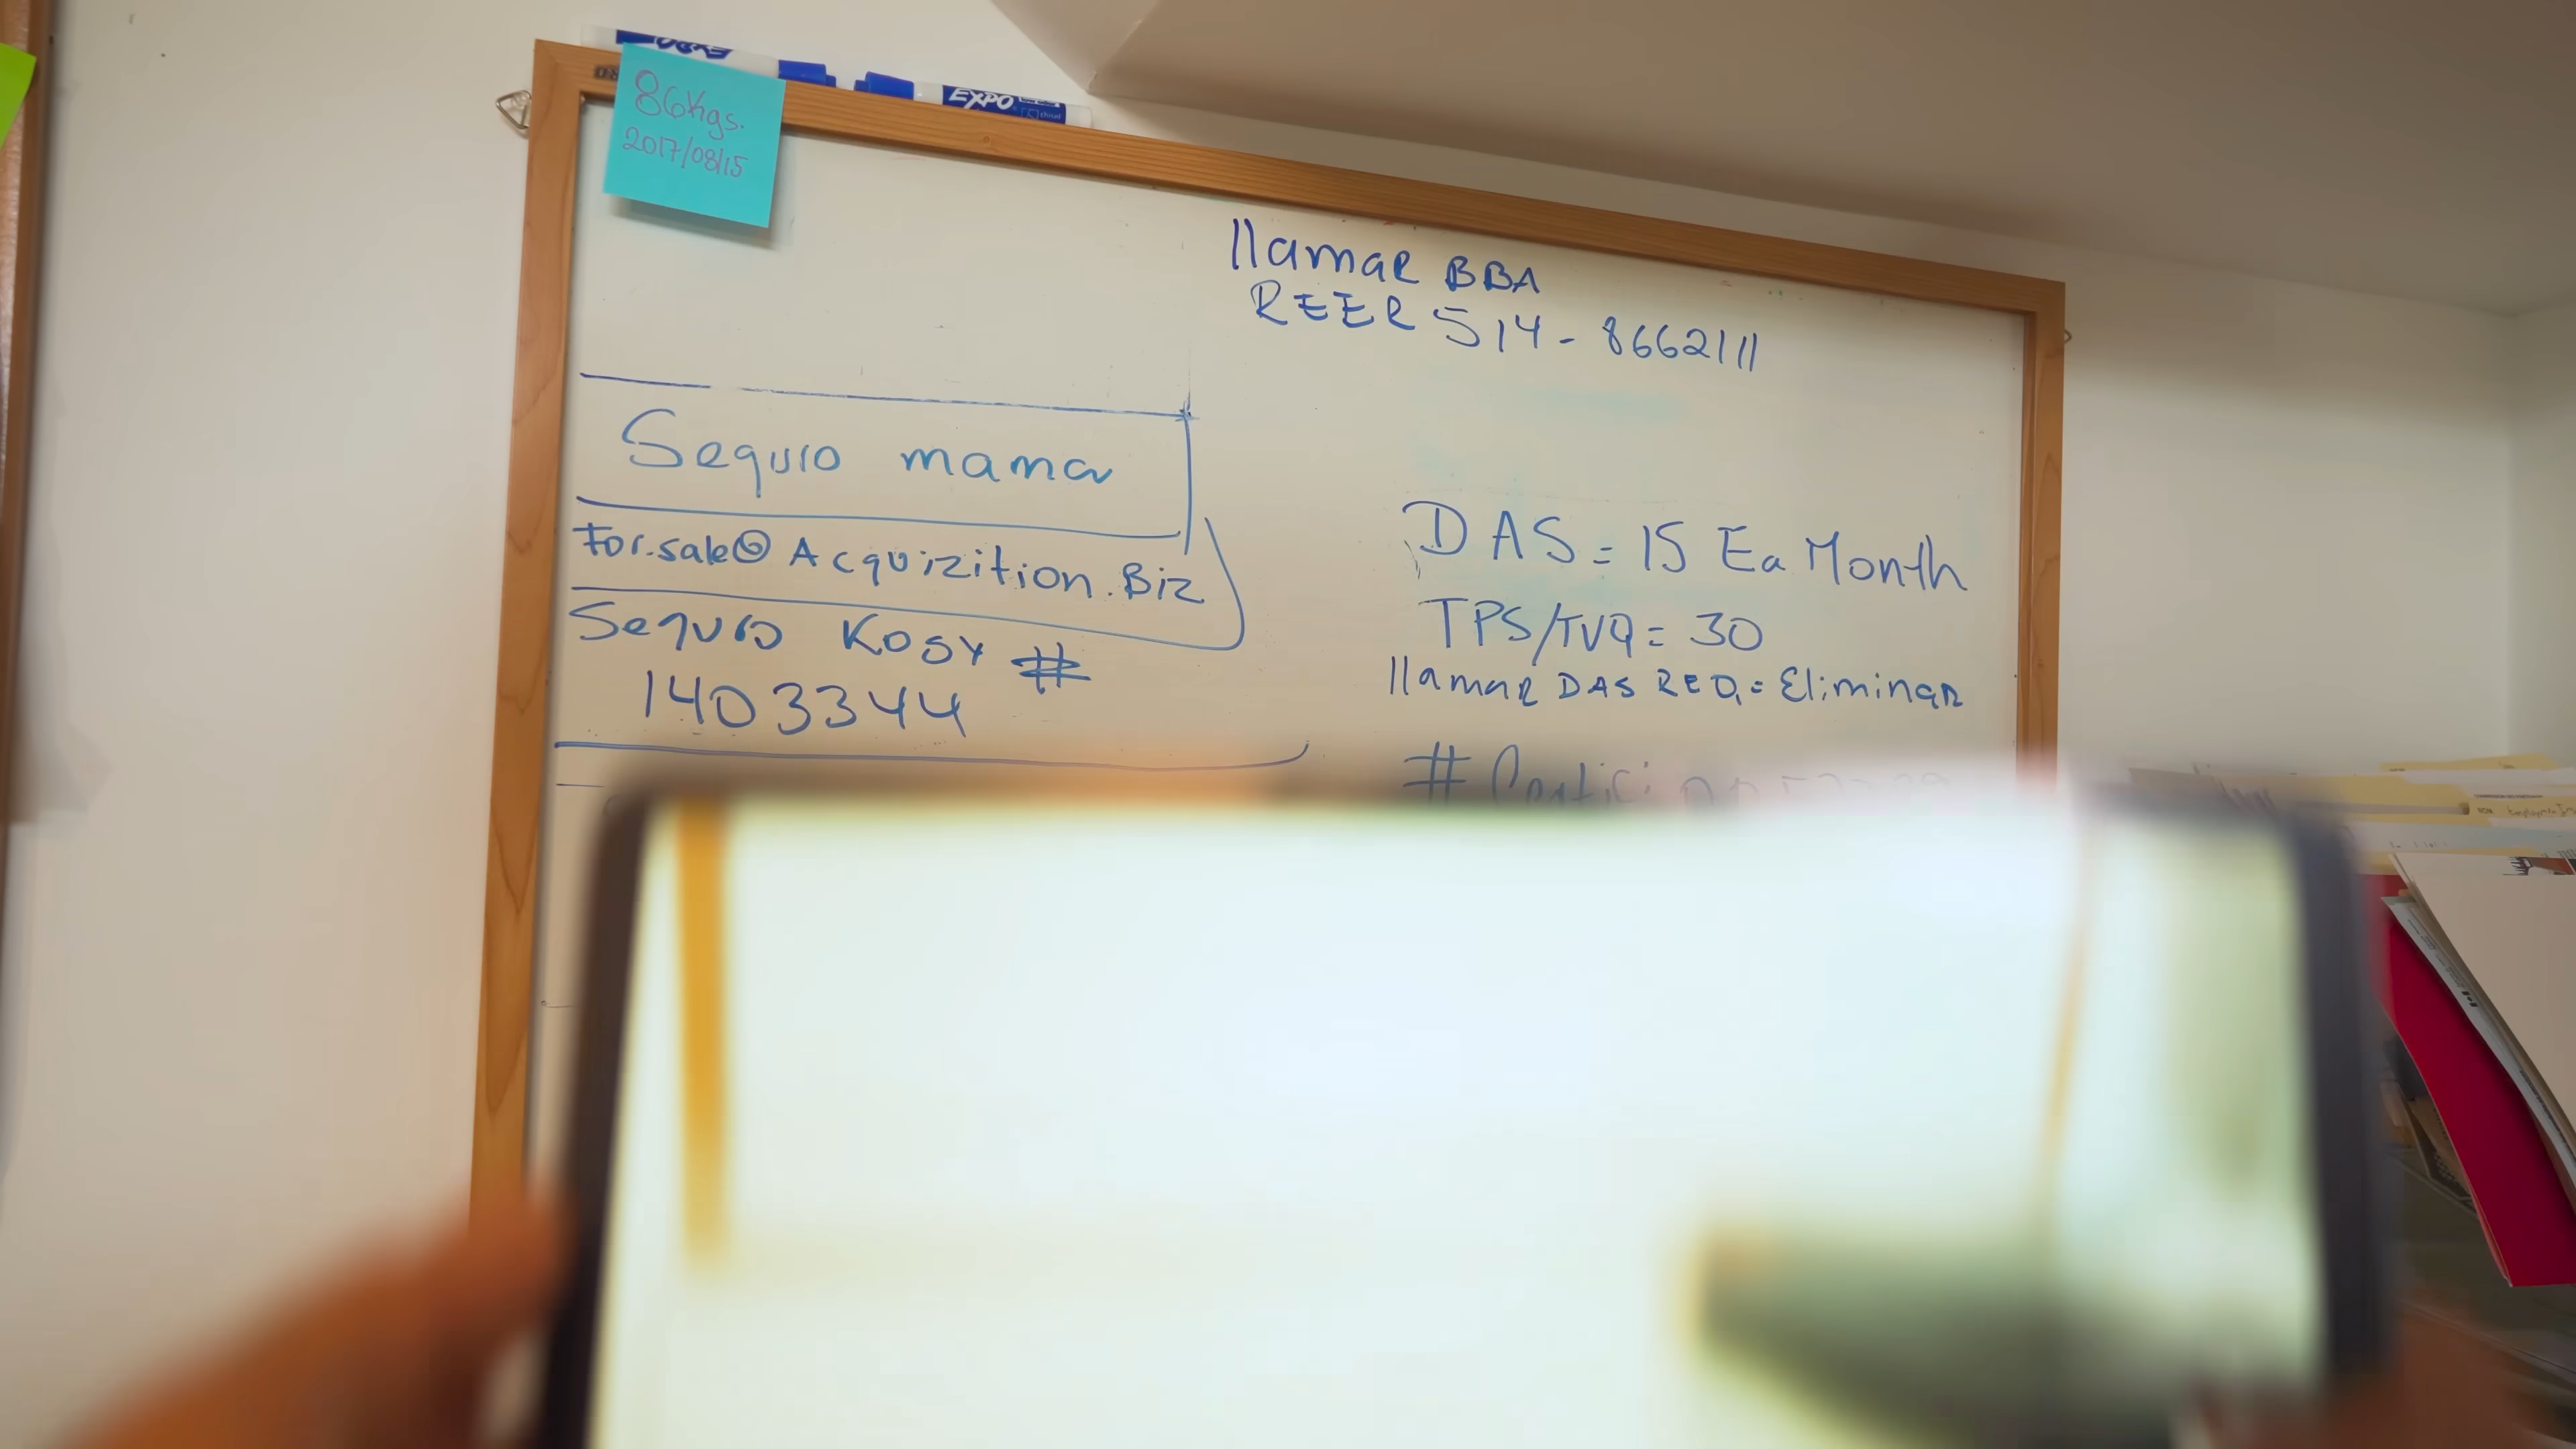 EXPO
86Kgs.
2017/08/15
llamar BBA
REER 514-8662111
Seguro mama
For.sale@Acquizition.Biz
Seguro Kosy #
1403344
DAS = 15 Ea Month
TPS/TVQ = 30
llamar DAS REQ = Eliminar
#